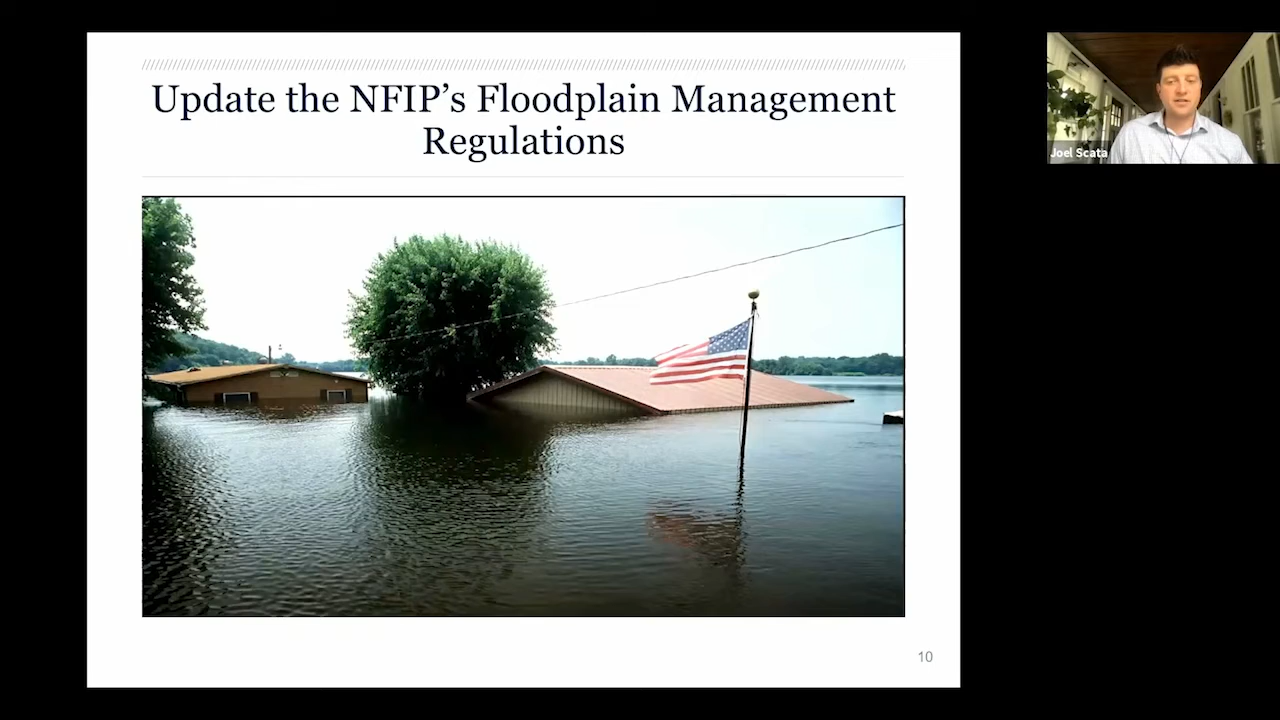 Update the NFIP’s Floodplain Management
Regulations
Joel Scata
10